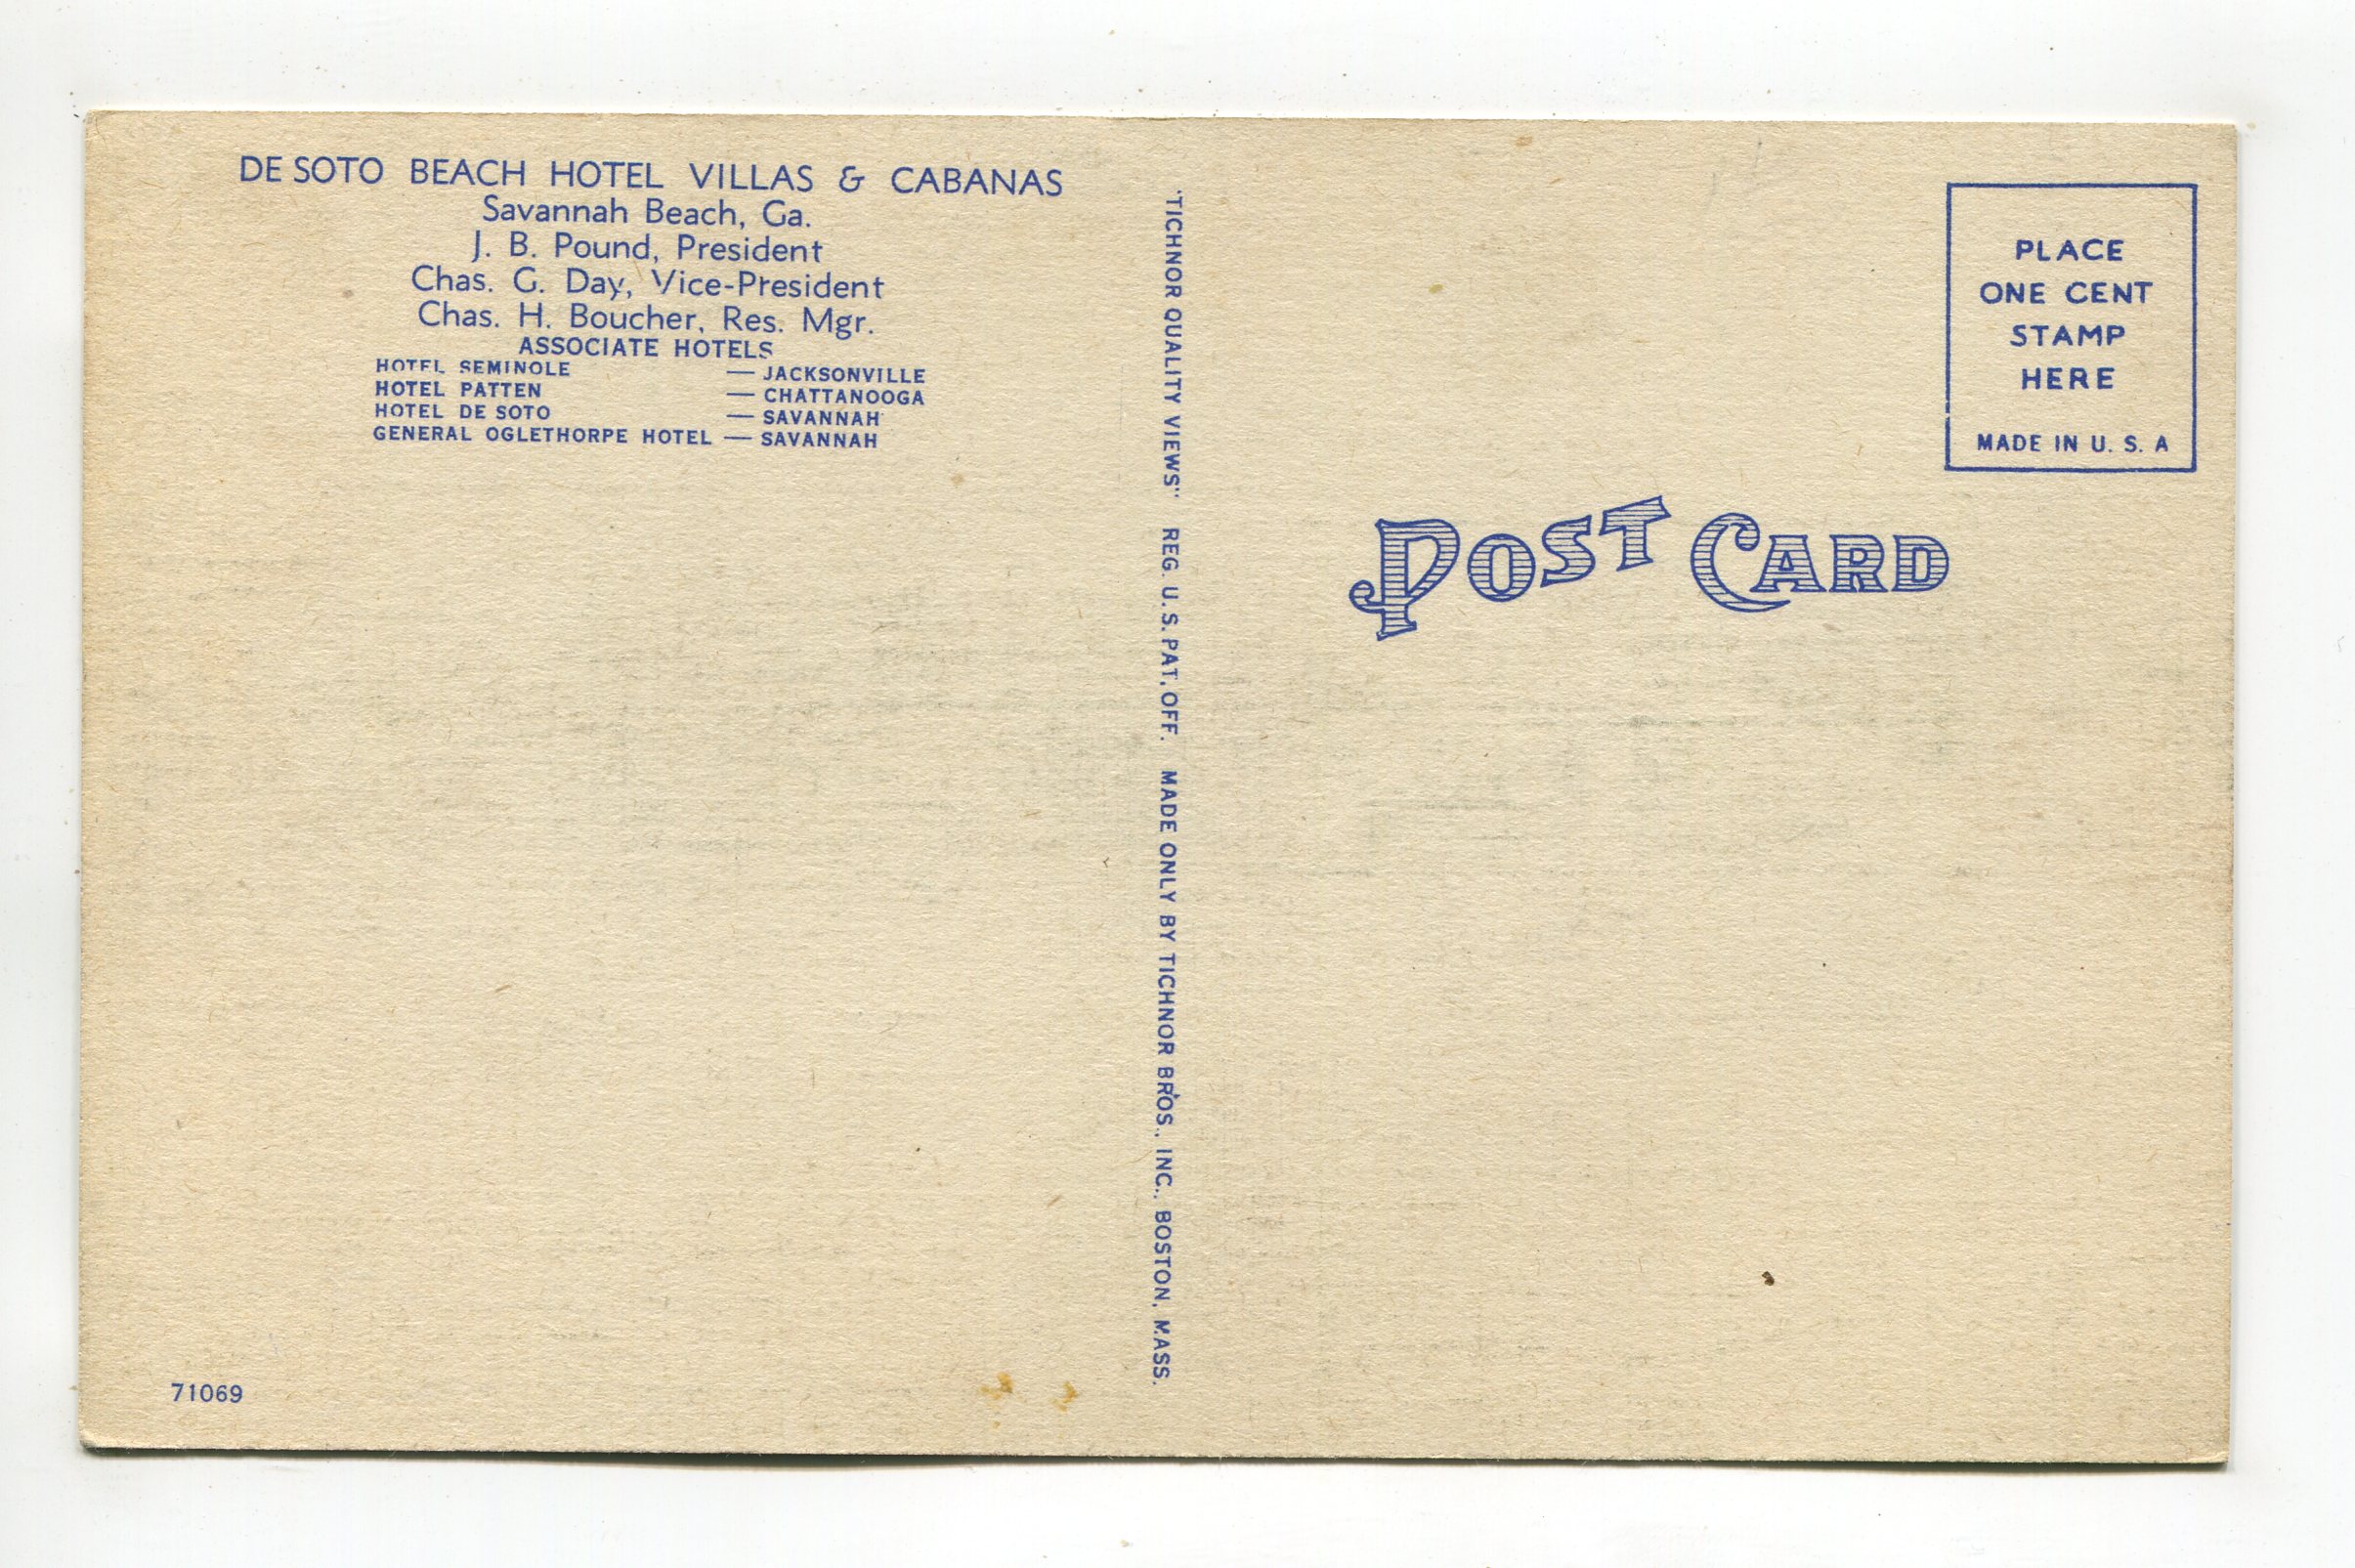 DE SOTO BEACH HOTEL VILLAS & CABANAS
Savannah Beach, Ga.
J. B. Pound, President
Chas. G. Day, Vice-President
Chas. H. Boucher, Res. Mgr.
ASSOCIATE HOTELS
HOTEL SEMINOLE — JACKSONVILLE
HOTEL PATTEN — CHATTANOOGA
HOTEL DE SOTO — SAVANNAH
GENERAL OGLETHORPE HOTEL — SAVANNAH
71069
"TICHNOR QUALITY VIEWS" REG. U.S. PAT. OFF. MADE ONLY BY TICHNOR BROS., INC., BOSTON, MASS.
PLACE
ONE CENT
STAMP
HERE
MADE IN U. S. A
POST CARD